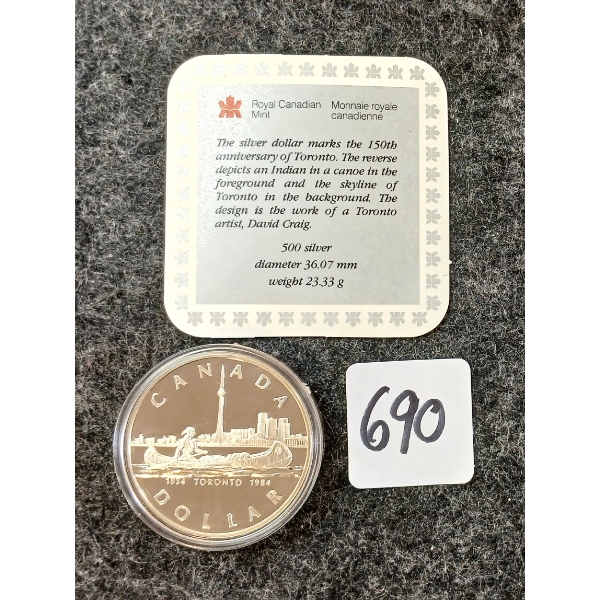 Royal Canadian Mint
Monnaie royale canadienne
The silver dollar marks the 150th
anniversary of Toronto. The reverse
depicts an Indian in a canoe in the
foreground and the skyline of
Toronto in the background. The
design is the work of a Toronto
artist, David Craig.
500 silver
diameter 36.07 mm
weight 23.33 g
CANADA
1834 TORONTO 1984
DOLLAR
690